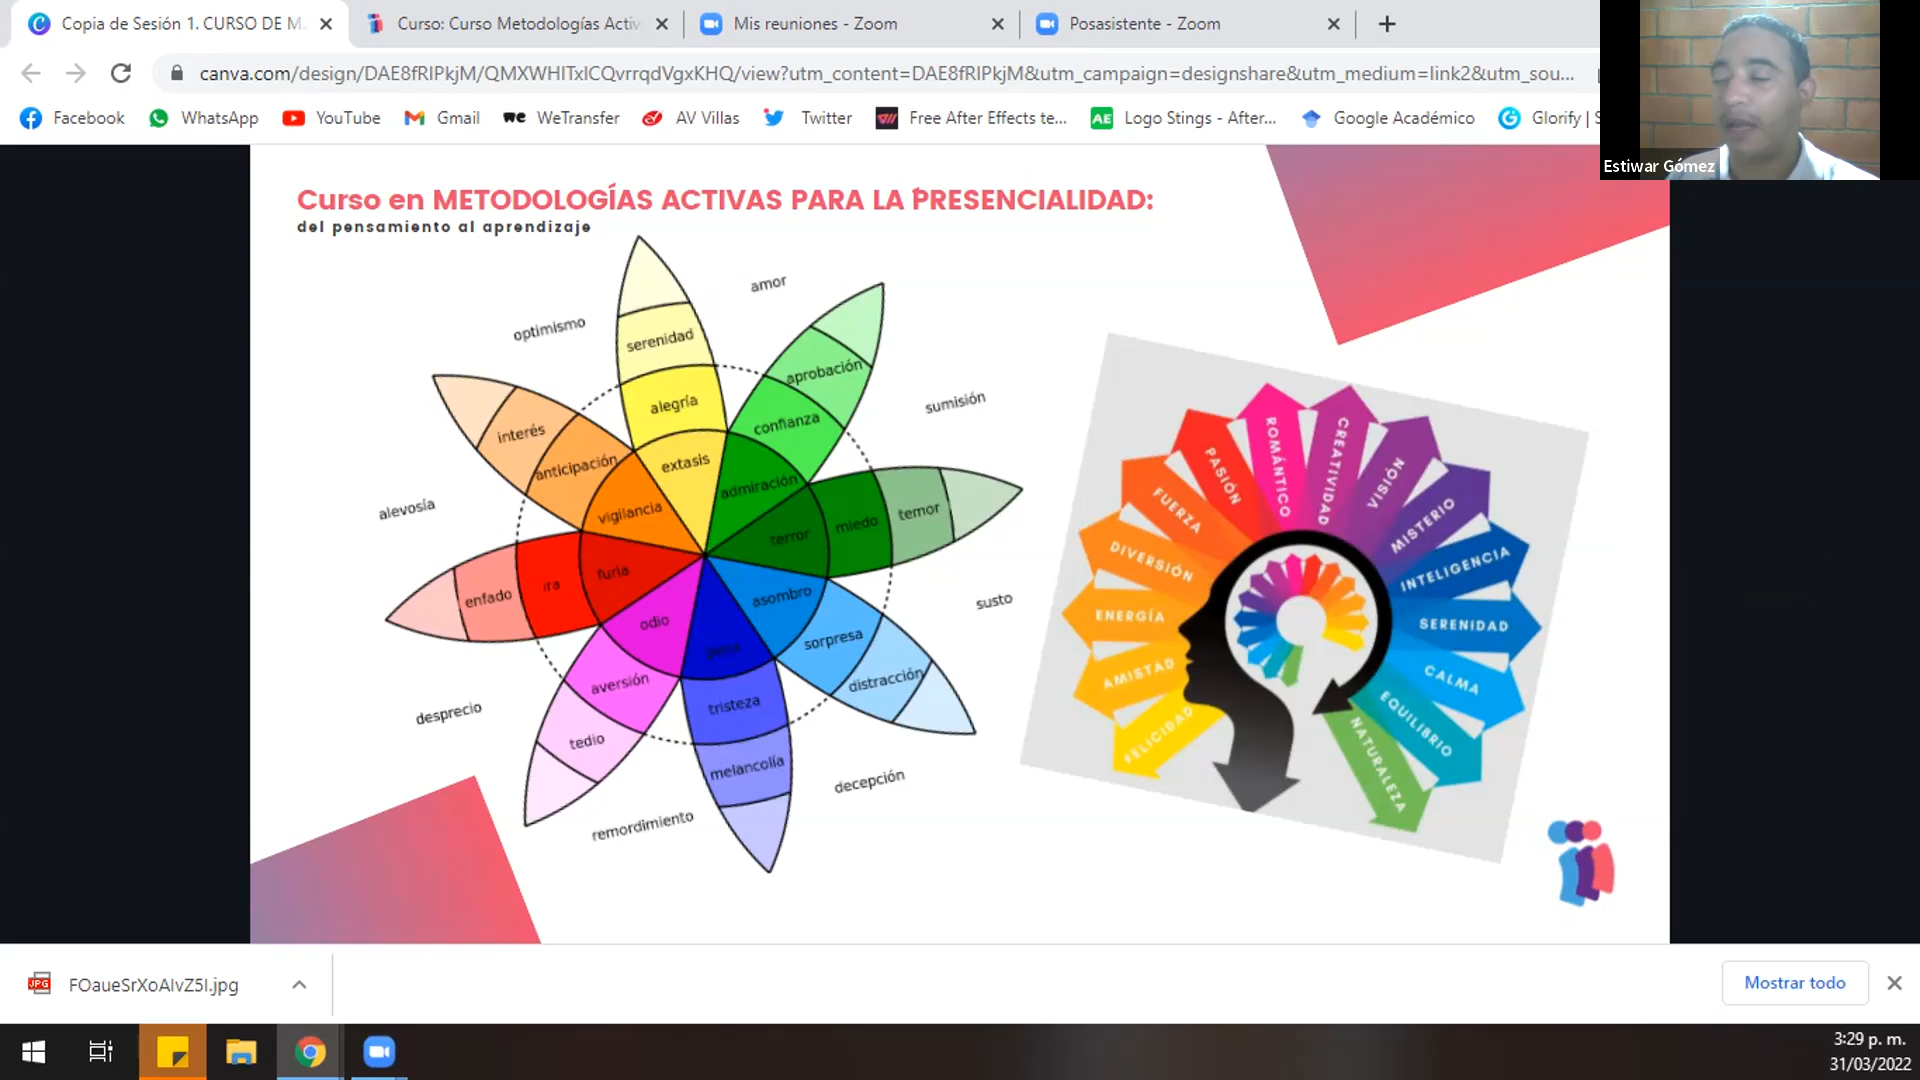 Copia de Sesión 1. CURSO DE M
Curso: Curso Metodologías Activ
Mis reuniones - Zoom
Posasistente - Zoom
canva.com/design/DAE8fRIPkjM/QMXWHITxICQvrrqdVgxKHQ/view?utm_content=DAE8fRIPkjM&utm_campaign=designshare&utm_medium=link2&utm_sou...
Facebook
WhatsApp
YouTube
Gmail
WeTransfer
AV Villas
Twitter
Free After Effects te...
Logo Stings - After...
Google Académico
Glorify | S
Estiwar Gómez
Curso en METODOLOGÍAS ACTIVAS PARA LA PRESENCIALIDAD:
del pensamiento al aprendizaje
amor
optimismo
serenidad
aprobación
alegría
confianza
sumisión
interés
anticipación
extasis
admiración
alevosía
vigilancia
terror
miedo
temor
enfado
ira
furia
asombro
susto
odio
sorpresa
aversión
tristeza
distracción
desprecio
tedio
melancolía
decepción
remordimiento
FELICIDAD
AMISTAD
ENERGÍA
DIVERSIÓN
FUERZA
PASIÓN
ROMÁNTICO
CREATIVIDAD
VISIÓN
MISTERIO
INTELIGENCIA
SERENIDAD
CALMA
EQUILIBRIO
NATURALEZA
JPG
FOaueSrXoAIvZ5I.jpg
Mostrar todo
3:29 p. m.
31/03/2022